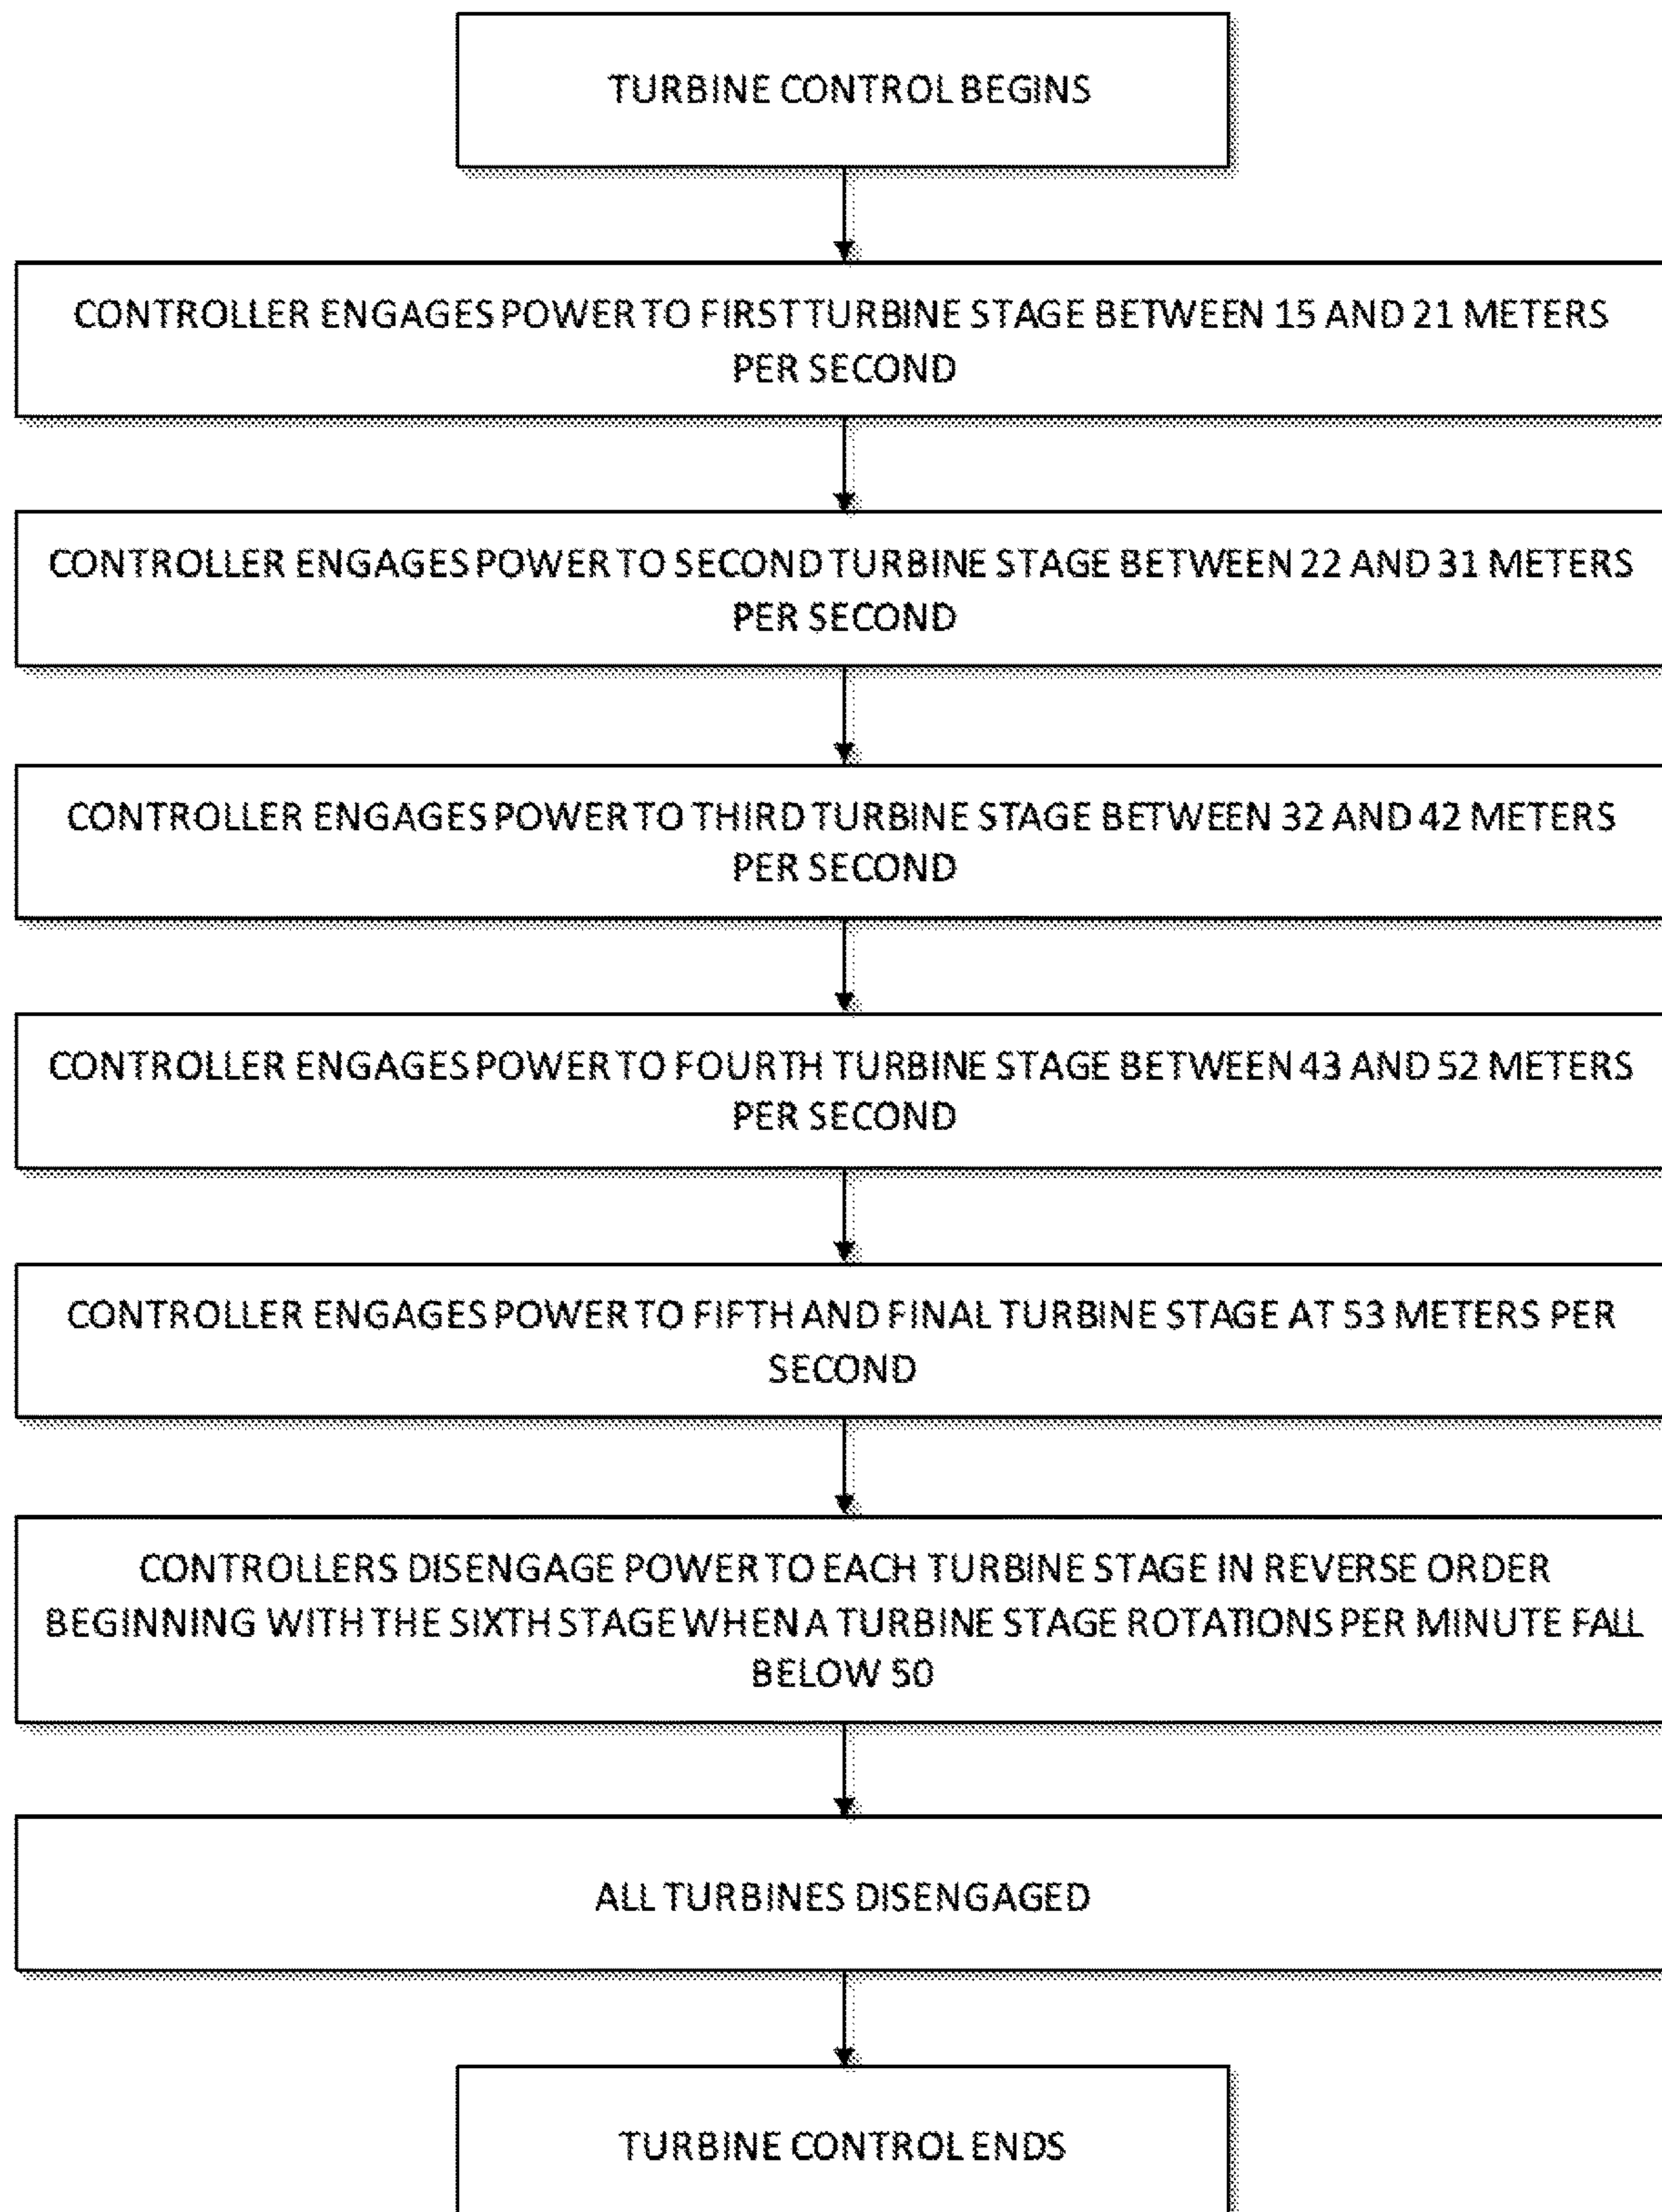 TURBINE CONTROL BEGINS
CONTROLLER ENGAGES POWER TO FIRST TURBINE STAGE BETWEEN 15 AND 21 METERS
PER SECOND
CONTROLLER ENGAGES POWER TO SECOND TURBINE STAGE BETWEEN 22 AND 31 METERS
PER SECOND
CONTROLLER ENGAGES POWER TO THIRD TURBINE STAGE BETWEEN 32 AND 42 METERS
PER SECOND
CONTROLLER ENGAGES POWER TO FOURTH TURBINE STAGE BETWEEN 43 AND 52 METERS
PER SECOND
CONTROLLER ENGAGES POWER TO FIFTH AND FINAL TURBINE STAGE AT 53 METERS PER
SECOND
CONTROLLERS DISENGAGE POWER TO EACH TURBINE STAGE IN REVERSE ORDER
BEGINNING WITH THE SIXTH STAGE WHEN A TURBINE STAGE ROTATIONS PER MINUTE FALL
BELOW 50
ALL TURBINES DISENGAGED
TURBINE CONTROL ENDS